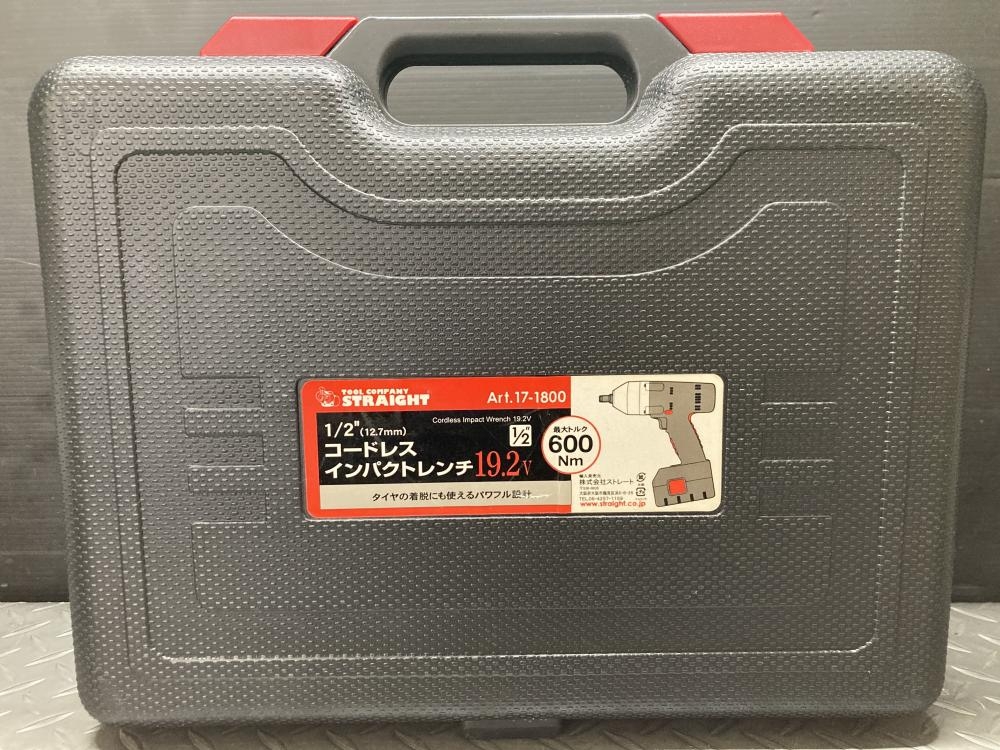 TOOL COMPANY
STRAIGHT
Art.17-1800
Cordless Impact Wrench 19.2V
1/2"(12.7mm)
1/2"
コードレス
インパクトレンチ 19.2V
タイヤの着脱にも使えるパワフル設計
最大トルク
600
Nm
株式会社ストレート
www.straight.co.jp